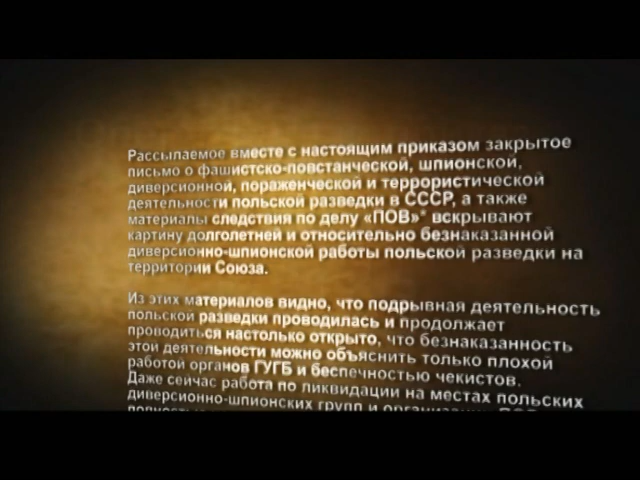 Рассылаемое вместе с настоящим приказом закрытое
письмо о фашистско-повстанческой, шпионской,
диверсионной, пораженческой и террористической
деятельности польской разведки в СССР, а также
материалы следствия по делу «ПОВ»* вскрывают
картину долголетней и относительно безнаказанной
диверсионно-шпионской работы польской разведки на
территории Союза.
Из этих материалов видно, что подрывная деятельность
польской разведки проводилась и продолжает
проводиться настолько открыто, что безнаказанность
этой деятельности можно объяснить только плохой
работой органов ГУГБ и беспечностью чекистов.
Даже сейчас работа по ликвидации на местах польских
диверсионно-шпионских групп и